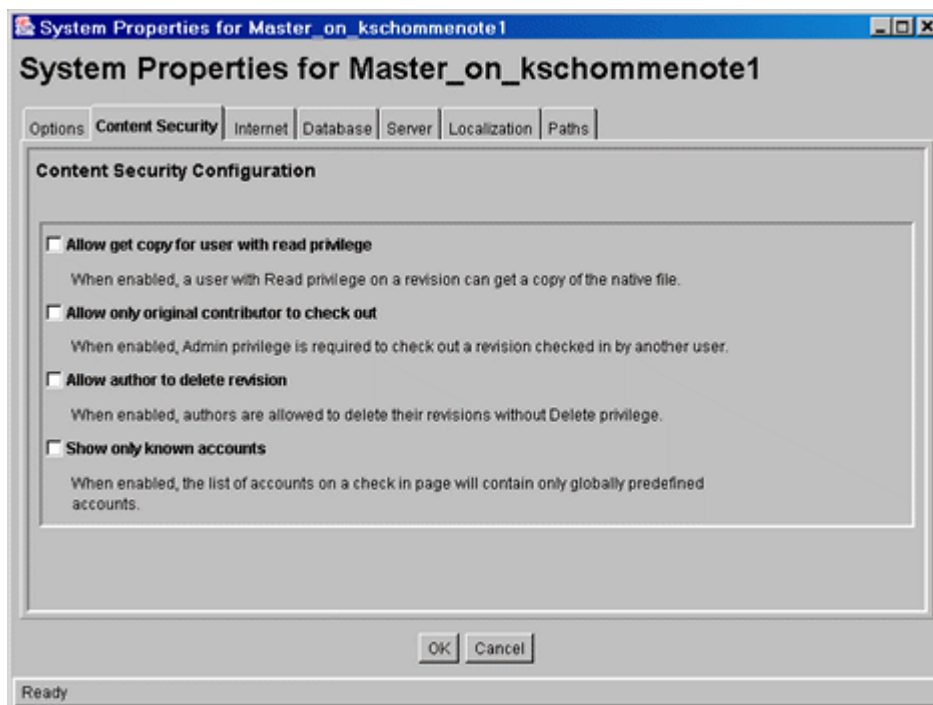 System Properties for Master_on_kschommenote1
System Properties for Master_on_kschommenote1
Options Content Security Internet Database Server Localization Paths
Content Security Configuration
Allow get copy for user with read privilege
When enabled, a user with Read privilege on a revision can get a copy of the native file.
Allow only original contributor to check out
When enabled, Admin privilege is required to check out a revision checked in by another user.
Allow author to delete revision
When enabled, authors are allowed to delete their revisions without Delete privilege.
Show only known accounts
When enabled, the list of accounts on a check in page will contain only globally predefined
accounts.
OK Cancel
Ready